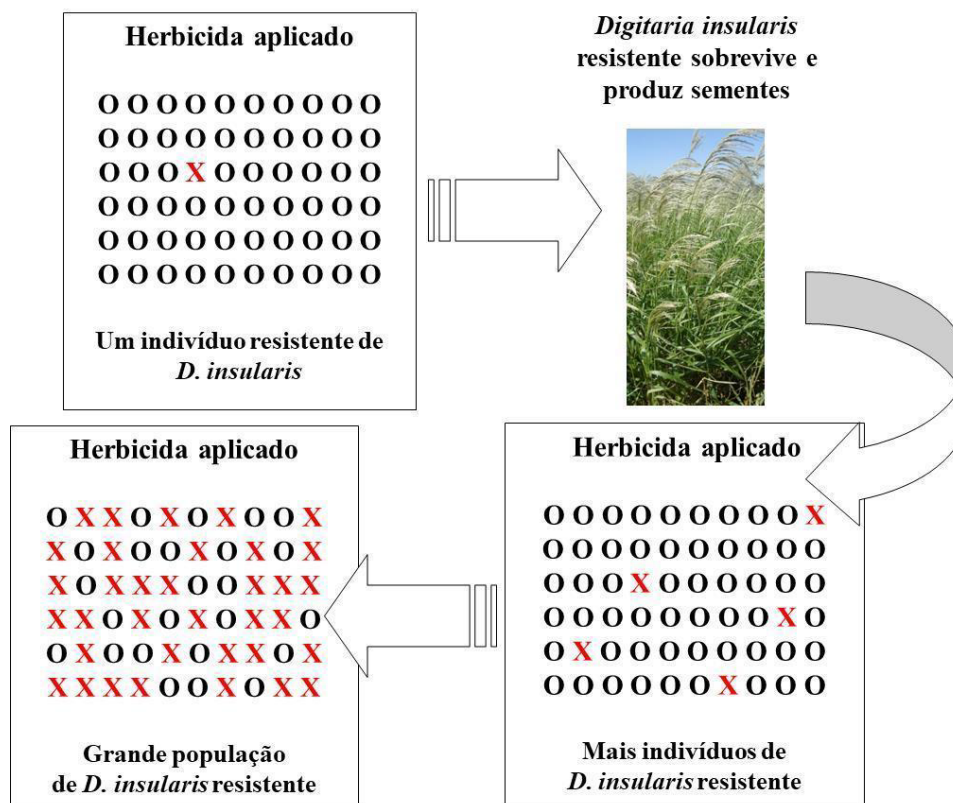 Herbicida aplicado
O O O O O O O O O O
O O O O O O O O O O
O O O X O O O O O O
O O O O O O O O O O
O O O O O O O O O O
O O O O O O O O O O
Um indivíduo resistente de
D. insularis
Digitaria insularis
resistente sobrevive e
produz sementes
Herbicida aplicado
O O O O O O O O O X
O O O O O O O O O O
O O O X O O O O O O
O O O O O O O O X O
O X O O O O O O O O
O O O O O O X O O O
Mais indivíduos de
D. insularis resistente
Herbicida aplicado
O X X O X O X O O X
X O X O O X O X O X
X O X X X O O X X X
X X O X O X O X X O
O X O O X O X X O X
X X X X O O X O X X
Grande população
de D. insularis resistente